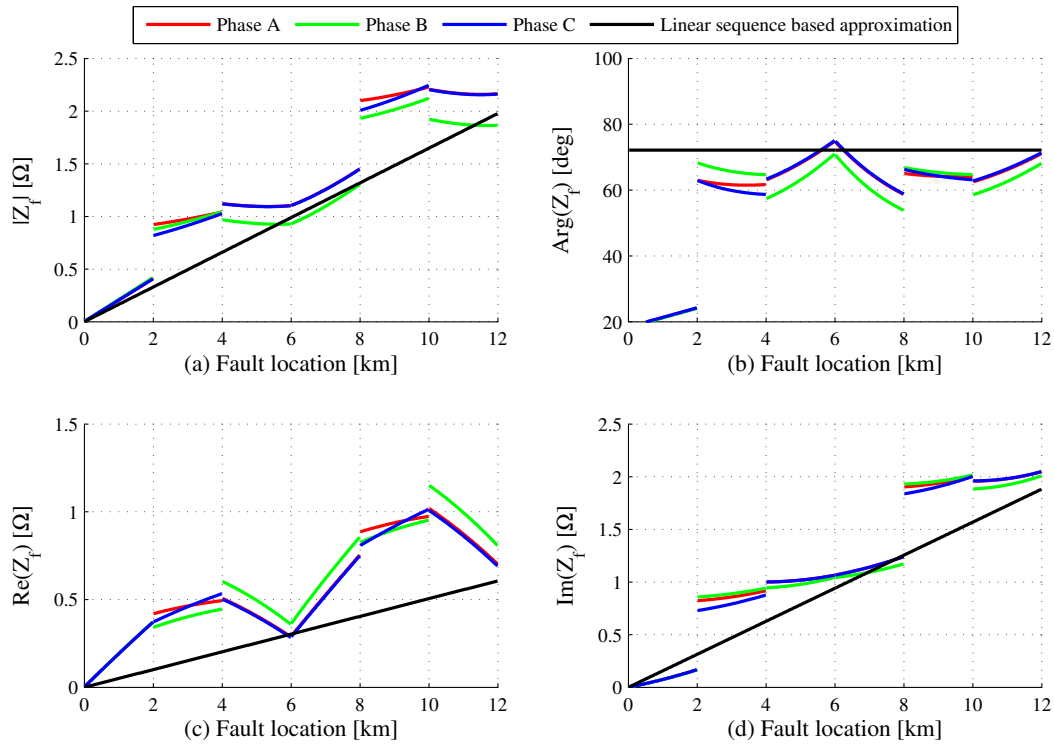 Phase A Phase B Phase C Linear sequence based approximation
2.5
2
1.5
1
0.5
0
|Z_f| [Ω]
0 2 4 6 8 10 12
(a) Fault location [km]
100
80
60
40
20
Arg(Z_f) [deg]
0 2 4 6 8 10 12
(b) Fault location [km]
1.5
1
0.5
0
Re(Z_f) [Ω]
0 2 4 6 8 10 12
(c) Fault location [km]
2.5
2
1.5
1
0.5
0
Im(Z_f) [Ω]
0 2 4 6 8 10 12
(d) Fault location [km]